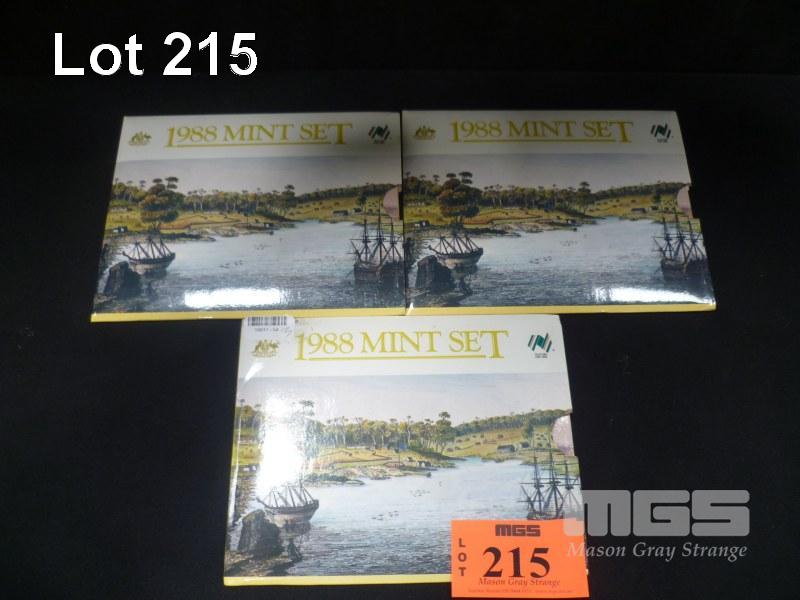 Lot 215
1988 MINT SET
1988 MINT SET
1988 MINT SET
MGS
Mason Gray Strange
MGS
LOT
215
Mason Gray Strange